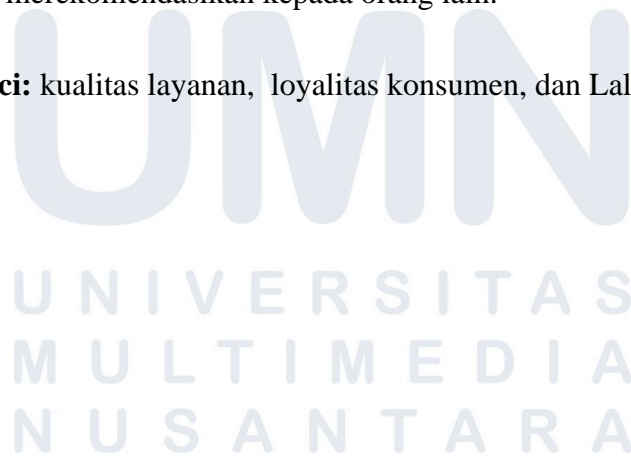 merekomendasikan kepada orang lain.
ci: kualitas layanan, loyalitas konsumen, dan Lal
UMN
UNIVERSITAS
MULTIMEDIA
NUSANTARA